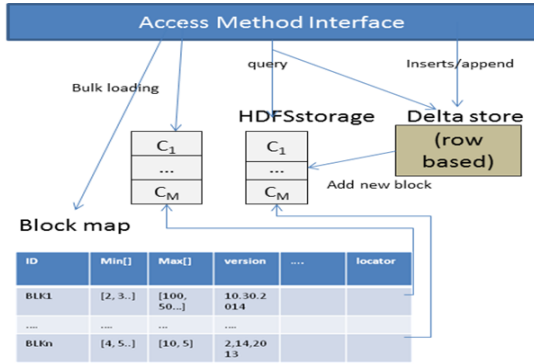 Access Method Interface
query
Inserts/append
Bulk loading
HDFSstorage
Delta store
(row
based)
C1
...
CM
C1
...
CM
Add new block
Block map
ID Min[] Max[] version .... locator
BLK1 [2, 3..] [100,
50...] 10.30.2
014
.... ... ... ...
BLKn [4, 5..] [10, 5] 2,14,20
13